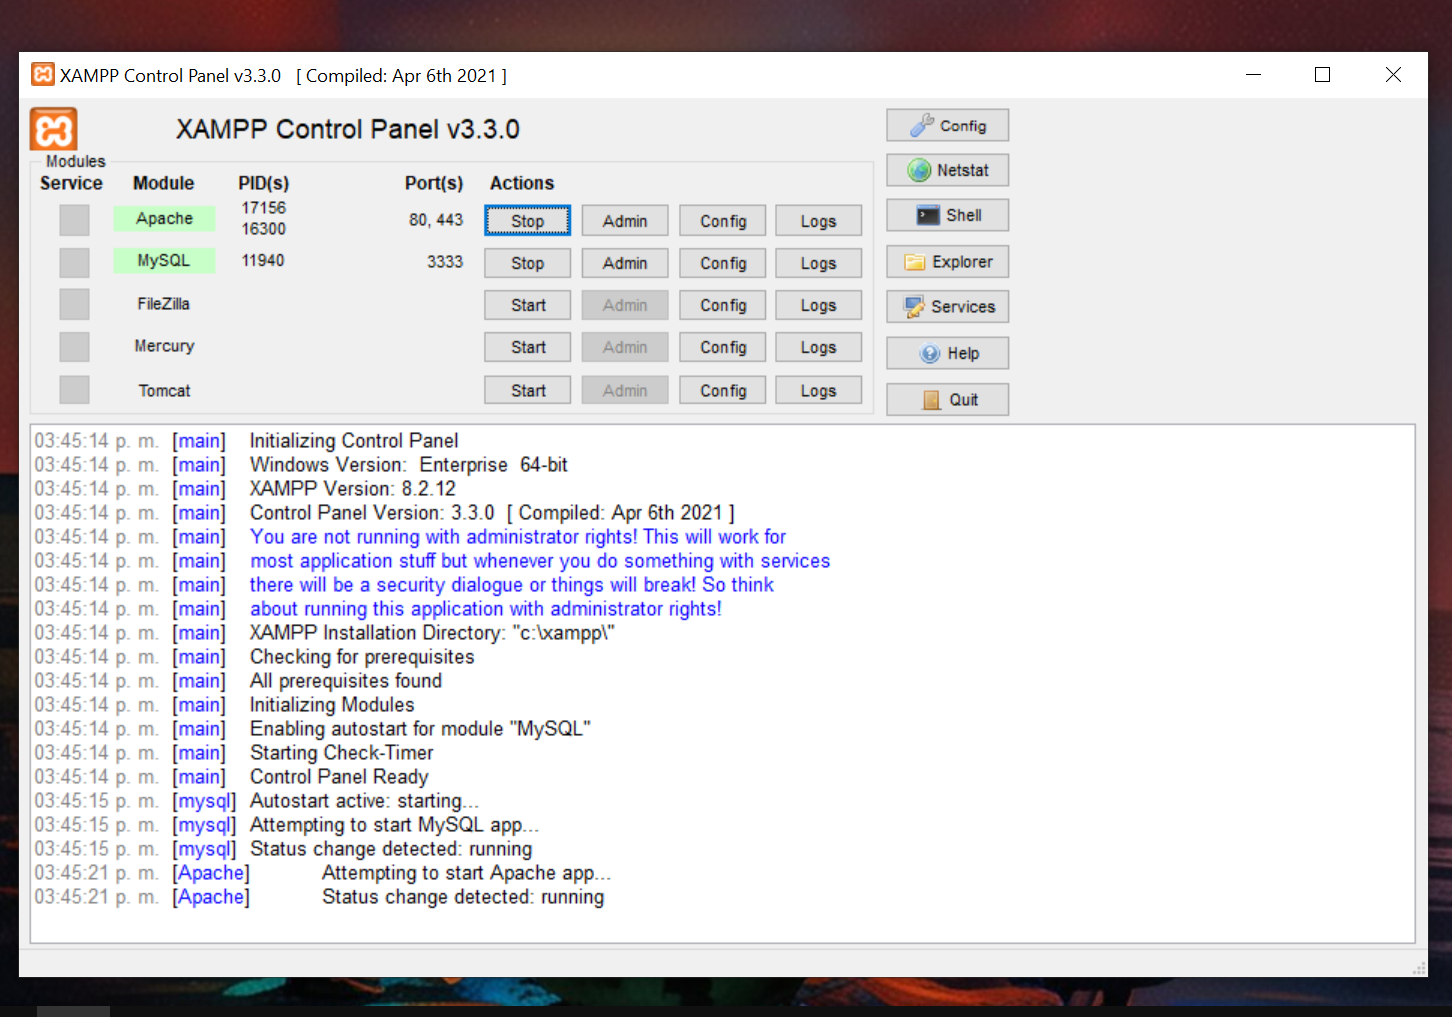 XAMPP Control Panel v3.3.0 [ Compiled: Apr 6th 2021 ]
XAMPP Control Panel v3.3.0
Config
Netstat
Shell
Explorer
Services
Help
Quit
Modules
Service Module PID(s) Port(s) Actions
Apache 17156 16300 80, 443 Stop Admin Config Logs
MySQL 11940 3333 Stop Admin Config Logs
FileZilla Start Admin Config Logs
Mercury Start Admin Config Logs
Tomcat Start Admin Config Logs
03:45:14 p. m. [main] Initializing Control Panel
03:45:14 p. m. [main] Windows Version: Enterprise 64-bit
03:45:14 p. m. [main] XAMPP Version: 8.2.12
03:45:14 p. m. [main] Control Panel Version: 3.3.0 [ Compiled: Apr 6th 2021 ]
03:45:14 p. m. [main] You are not running with administrator rights! This will work for
03:45:14 p. m. [main] most application stuff but whenever you do something with services
03:45:14 p. m. [main] there will be a security dialogue or things will break! So think
03:45:14 p. m. [main] about running this application with administrator rights!
03:45:14 p. m. [main] XAMPP Installation Directory: "c:\xampp\"
03:45:14 p. m. [main] Checking for prerequisites
03:45:14 p. m. [main] All prerequisites found
03:45:14 p. m. [main] Initializing Modules
03:45:14 p. m. [main] Enabling autostart for module "MySQL"
03:45:14 p. m. [main] Starting Check-Timer
03:45:14 p. m. [main] Control Panel Ready
03:45:15 p. m. [mysql] Autostart active: starting...
03:45:15 p. m. [mysql] Attempting to start MySQL app...
03:45:15 p. m. [mysql] Status change detected: running
03:45:21 p. m. [Apache] Attempting to start Apache app...
03:45:21 p. m. [Apache] Status change detected: running